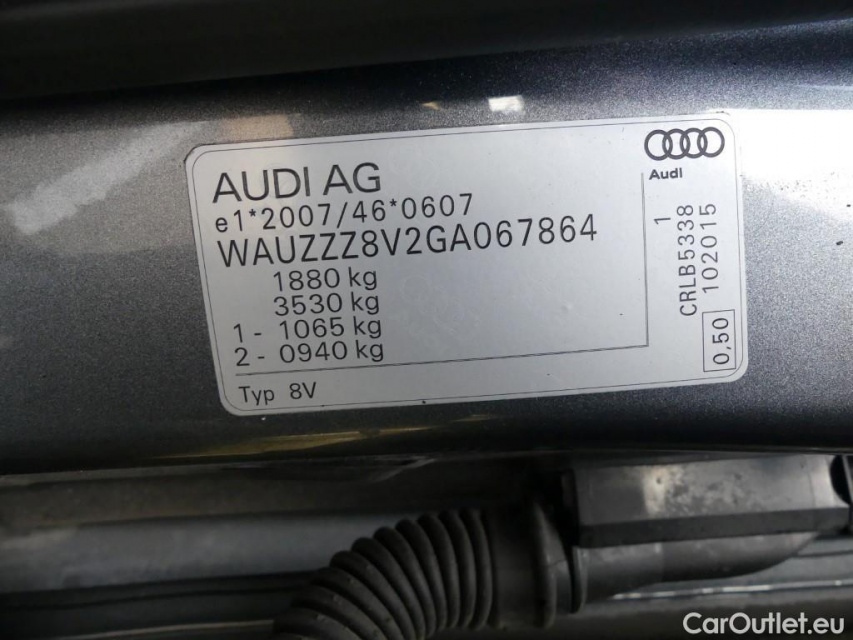 AUDI AG
e1*2007/46*0607
WAUZZZ8V2GA067864
1880 kg
3530 kg
1 - 1065 kg
2 - 0940 kg
Typ 8V
Audi
1
CRLB5338
102015
0,50
CarOutlet.eu